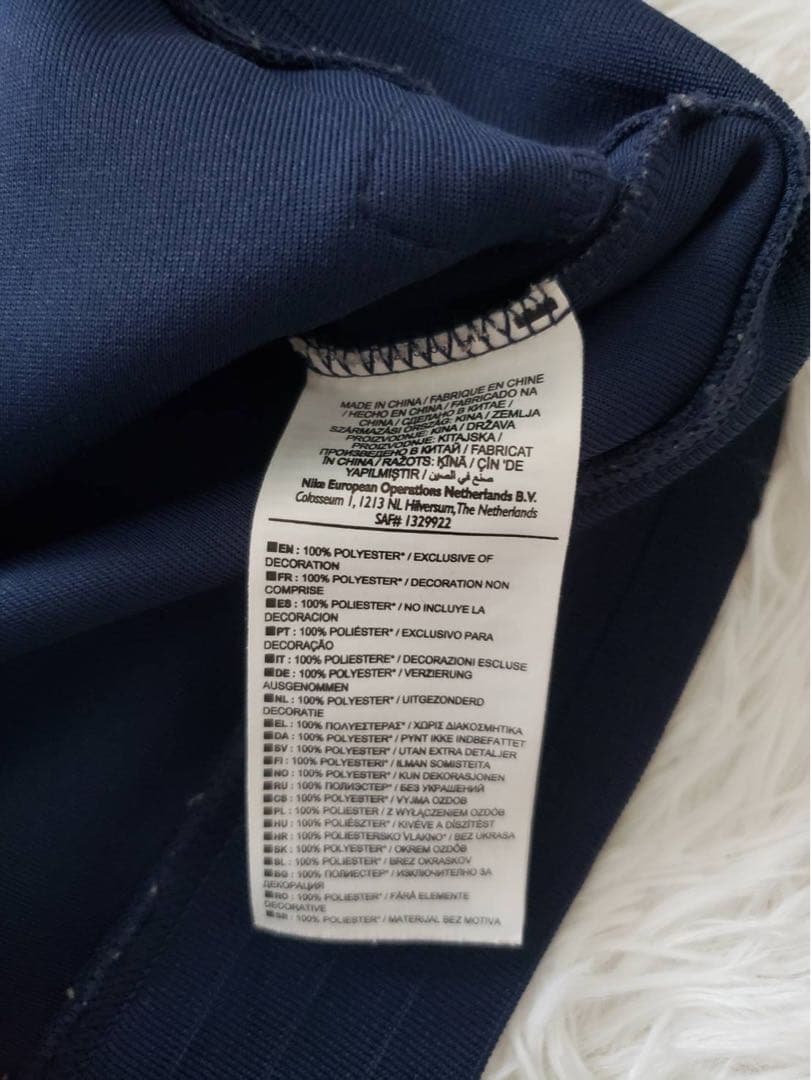 MADE IN CHINA / FABRIQUE EN CHINE
/ HECHO EN CHINA / FABRICADO NA
CHINA / СДЕЛАНО В КИТАЕ /
SZÁRMAZÁSI ORSZÁG: KÍNA / ZEMLJA
PROIZVODNJE: KINA / DRŽAVA
PROIZVODNJE: KITAJSKA /
ПРОИЗВЕДЕНО В КИТАЙ / FABRICAT
ÎN CHINA / RAŽOTS: ĶĪNĀ / ÇİN 'DE
YAPILMIŞTIR / صنع في الصين
Nike European Operations Netherlands B.V.
Colosseum 1, 1213 NL Hilversum, The Netherlands
SAF# 1329922
EN : 100% POLYESTER* / EXCLUSIVE OF
DECORATION
FR : 100% POLYESTER* / DECORATION NON
COMPRISE
ES : 100% POLIESTER* / NO INCLUYE LA
DECORACION
PT : 100% POLIÉSTER* / EXCLUSIVO PARA
DECORAÇÃO
IT : 100% POLIESTERE* / DECORAZIONI ESCLUSE
DE : 100% POLYESTER* / VERZIERUNG
AUSGENOMMEN
NL : 100% POLYESTER* / UITGEZONDERD
DECORATIE
EL : 100% ΠΟΛΥΕΣΤΕΡΑΣ* / ΧΩΡΙΣ ΔΙΑΚΟΣΜΗΤΙΚΑ
DA : 100% POLYESTER* / PYNT IKKE INDBEFATTET
SV : 100% POLYESTER* / UTAN EXTRA DETALJER
FI : 100% POLYESTERI* / ILMAN SOMISTEITA
NO : 100% POLYESTER* / KUN DEKORASJONEN
RU : 100% ПОЛИЭСТЕР* / БЕЗ УКРАШЕНИЙ
CS : 100% POLYESTER* / VYJMA OZDOB
PL : 100% POLIESTER / Z WYŁĄCZENIEM OZDÓB
HU : 100% POLIÉSZTER* / KIVÉVE A DÍSZÍTÉST
HR : 100% POLIESTERSKO VLAKNO* / BEZ UKRASA
SK : 100% POLYESTER* / OKREM OZDÔB
SL : 100% POLIESTER* / BREZ OKRASKOV
BG : 100% ПОЛИЕСТЕР* / ИЗКЛЮЧИТЕЛНО ЗА
ДЕКОРАЦИЯ
RO : 100% POLIESTER* / FĂRĂ ELEMENTE
DECORATIVE
SR : 100% POLIESTER* / MATERIJAL BEZ MOTIVA